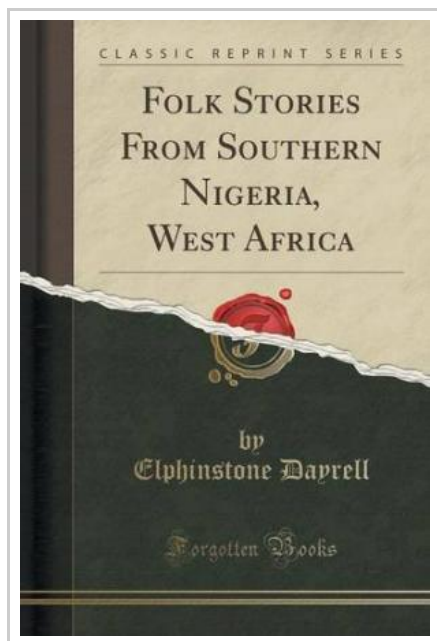 CLASSIC REPRINT SERIES
FOLK STORIES
FROM SOUTHERN
NIGERIA,
WEST AFRICA
F
by
Elphinstone Dayrell
Forgotten Books